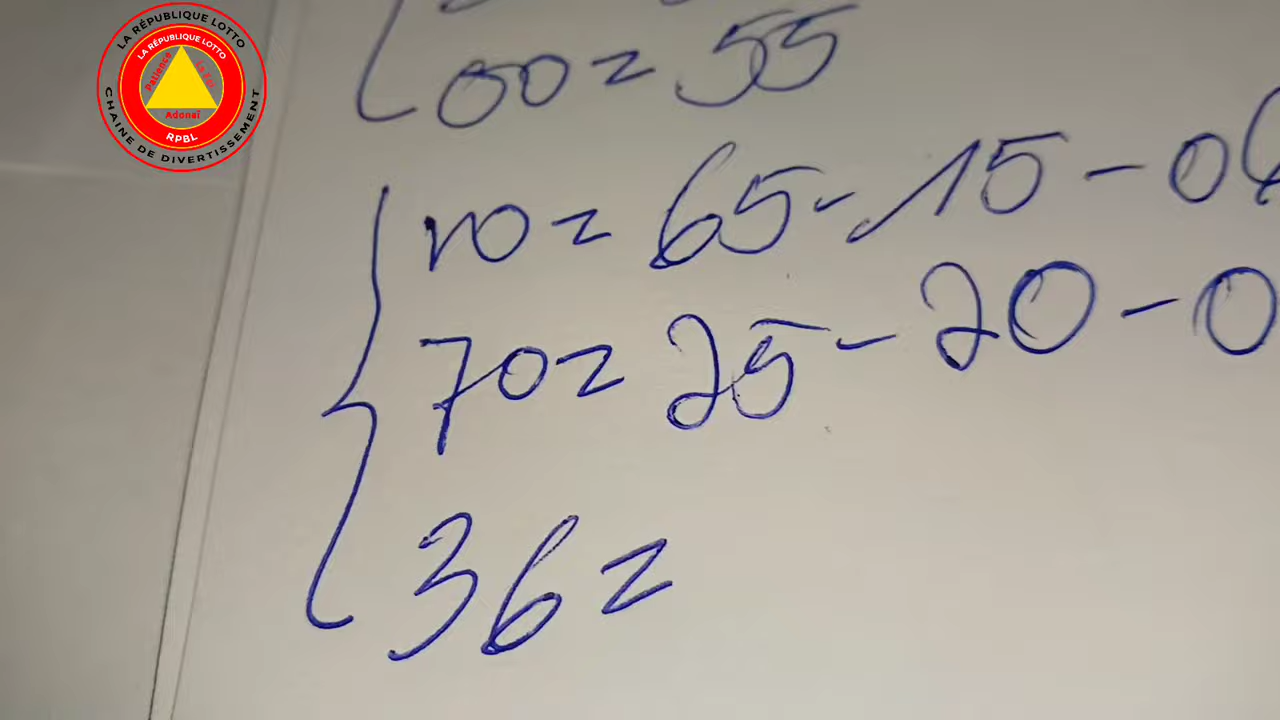 LA RÉPUBLIQUE LOTTO
LA RÉPUBLIQUE LOTTO
Patience
Adonaï
RPBL
CHAINE DE DIVERTISSEMENT
00 = 55
10 = 65 - 15 - 0
70 = 25 - 20 - 0
36 =